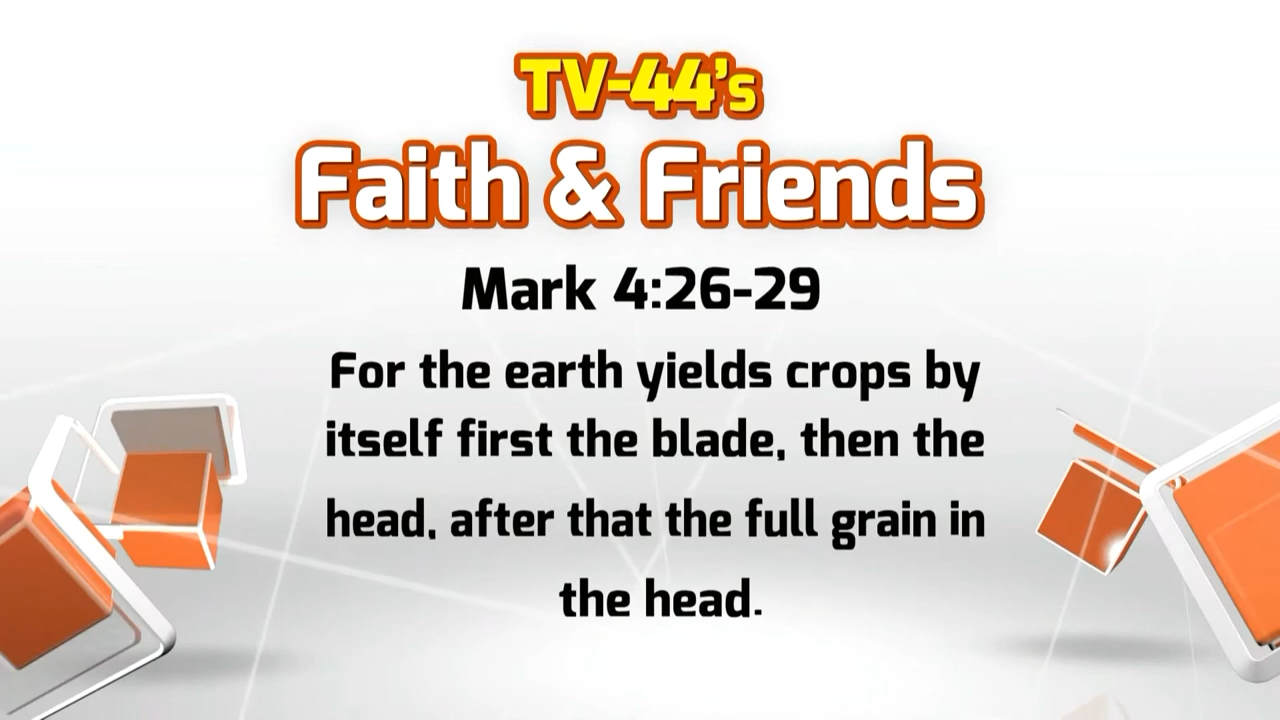 TV-44's
Faith & Friends
Mark 4:26-29
For the earth yields crops by
itself first the blade, then the
head, after that the full grain in
the head.